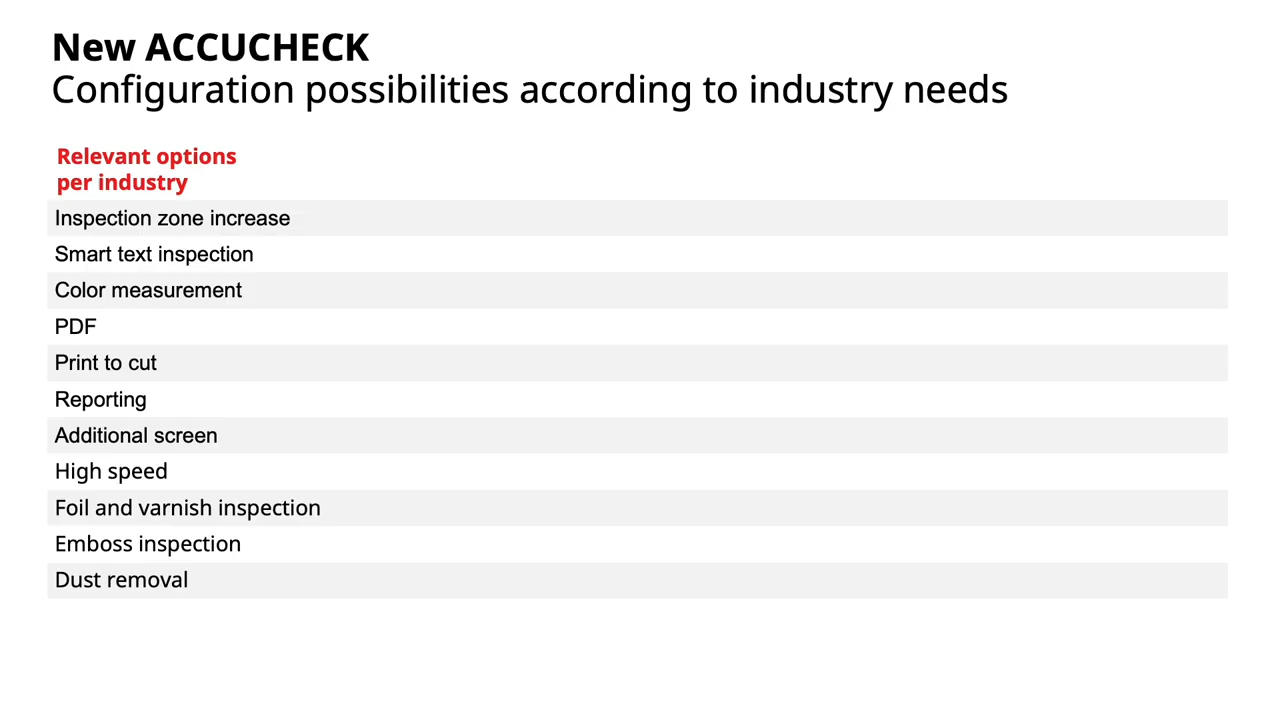 New ACCUCHECK
Configuration possibilities according to industry needs
Relevant options
per industry
Inspection zone increase
Smart text inspection
Color measurement
PDF
Print to cut
Reporting
Additional screen
High speed
Foil and varnish inspection
Emboss inspection
Dust removal